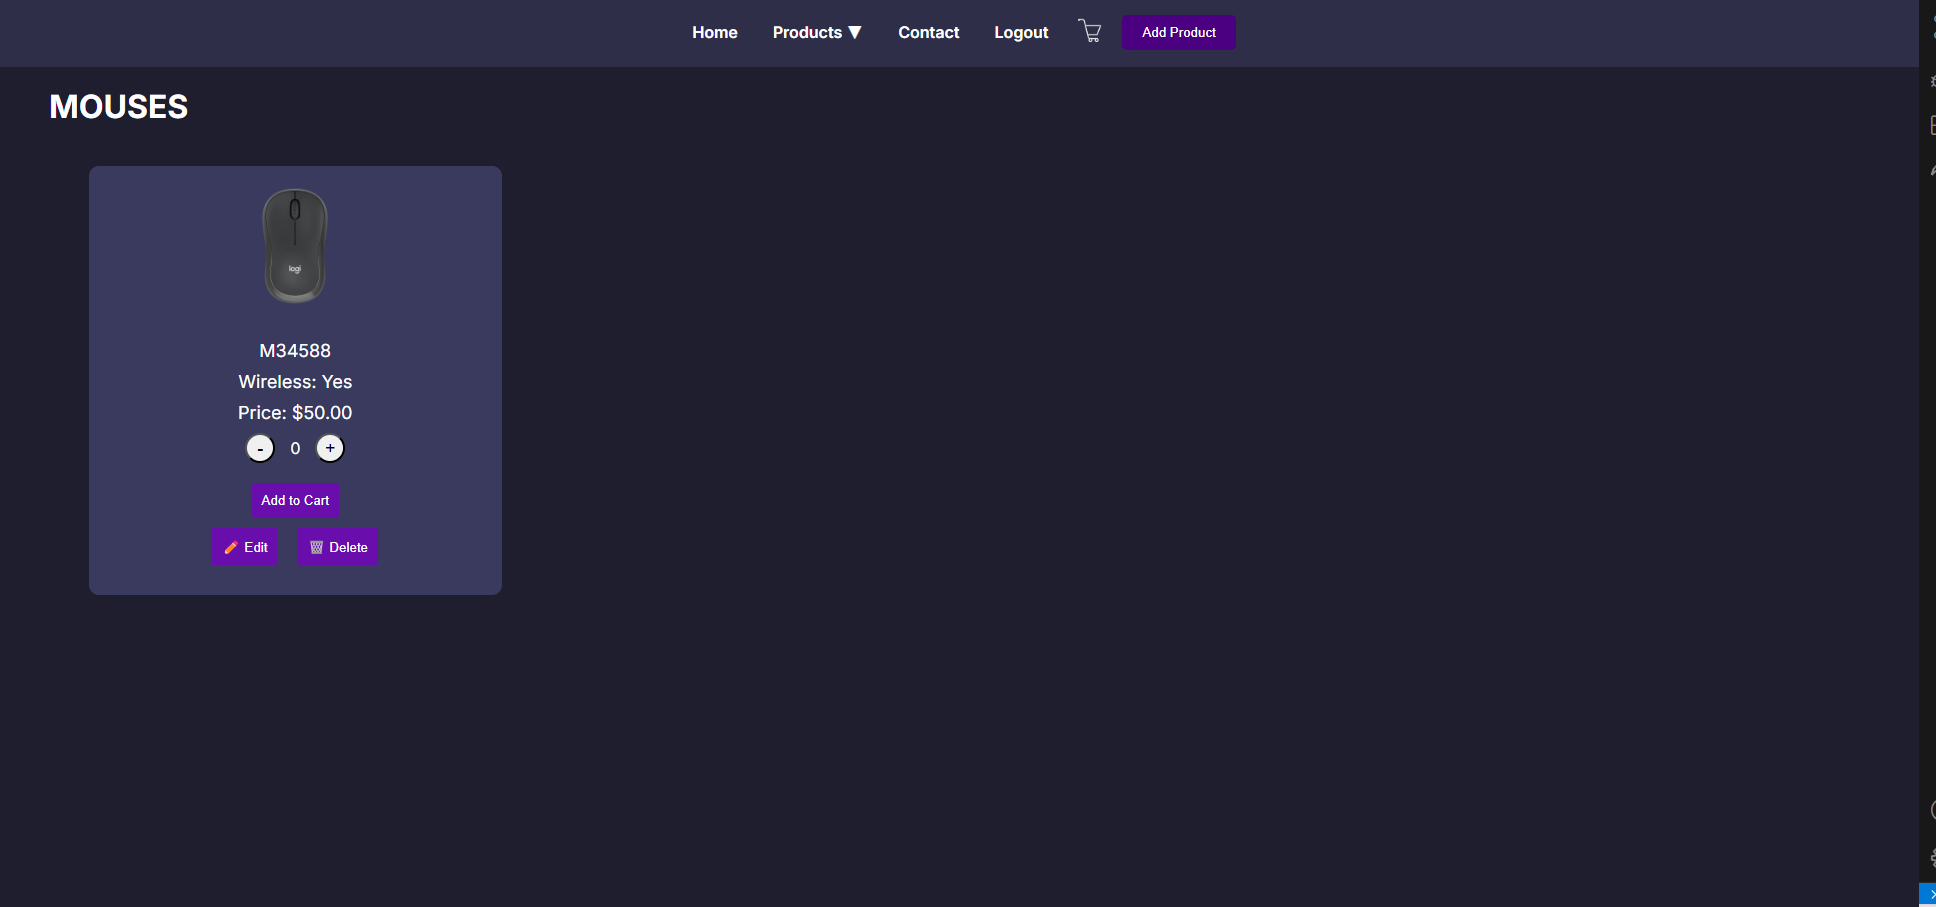 Home Products ▼ Contact Logout Add Product
MOUSES
logi
M34588
Wireless: Yes
Price: $50.00
- 0 +
Add to Cart
Edit Delete